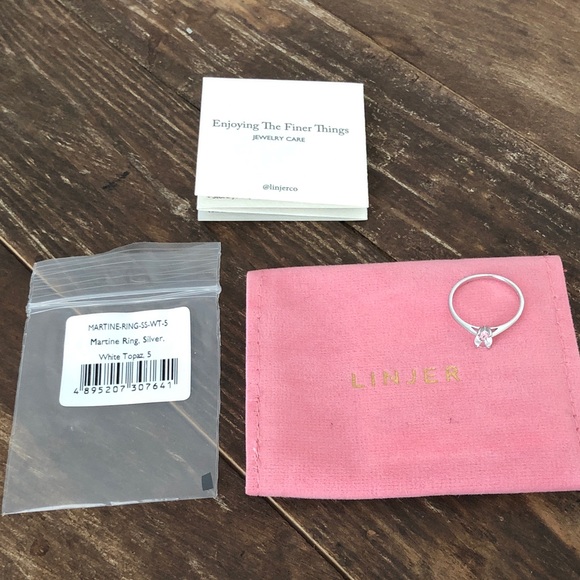 Enjoying The Finer Things
JEWELRY CARE
@linjerco
MARTINE-RING-SS-WT-5
Martine Ring, Silver,
White Topaz, 5
4 895207 307641
LINJER